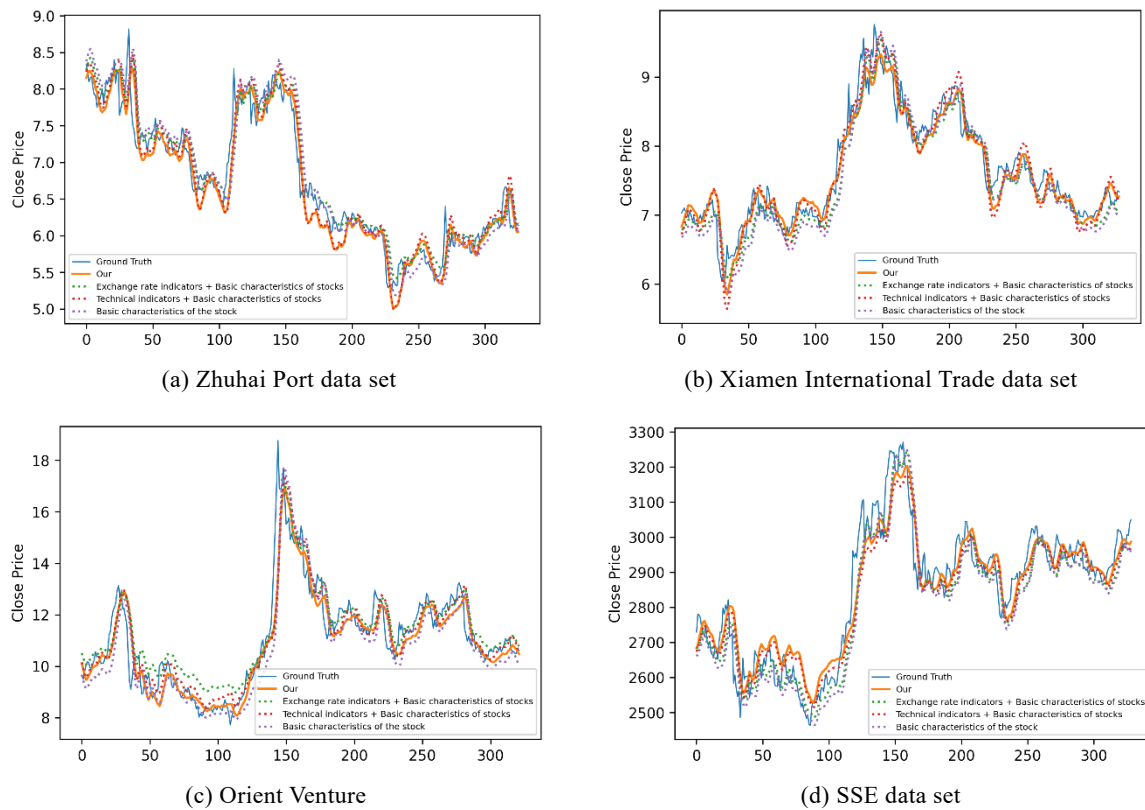 9.0
8.5
8.0
7.5
7.0
6.5
6.0
5.5
5.0
Close Price
Ground Truth
Our
Exchange rate indicators + Basic characteristics of stocks
Technical indicators + Basic characteristics of stocks
Basic characteristics of the stock
0 50 100 150 200 250 300
(a) Zhuhai Port data set
9
8
7
6
Close Price
Ground Truth
Our
Exchange rate indicators + Basic characteristics of stocks
Technical indicators + Basic characteristics of stocks
Basic characteristics of the stock
0 50 100 150 200 250 300
(b) Xiamen International Trade data set
18
16
14
12
10
8
Close Price
Ground Truth
Our
Exchange rate indicators + Basic characteristics of stocks
Technical indicators + Basic characteristics of stocks
Basic characteristics of the stock
0 50 100 150 200 250 300
(c) Orient Venture
3300
3200
3100
3000
2900
2800
2700
2600
2500
Close Price
Ground Truth
Our
Exchange rate indicators + Basic characteristics of stocks
Technical indicators + Basic characteristics of stocks
Basic characteristics of the stock
0 50 100 150 200 250 300
(d) SSE data set